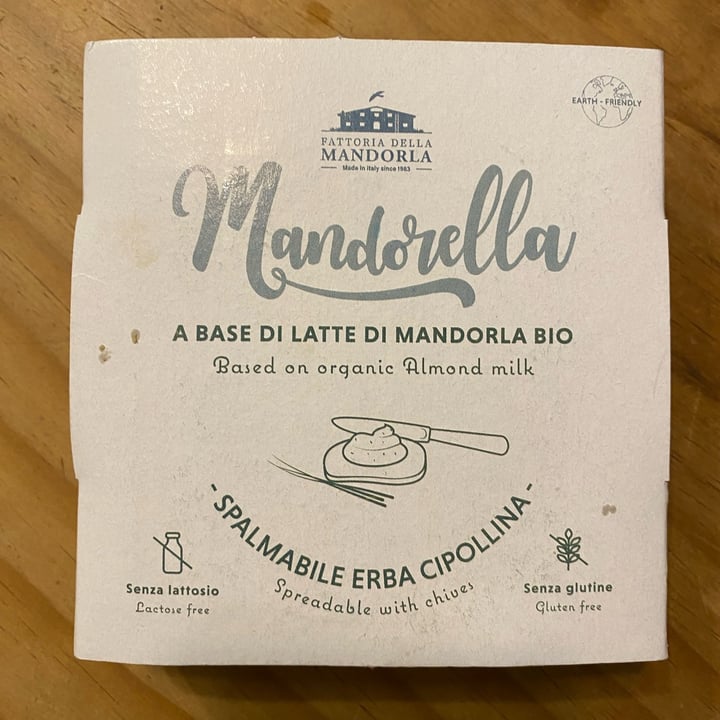 EARTH - FRIENDLY
FATTORIA DELLA
MANDORLA
Made in Italy since 1983
Mandorella
A BASE DI LATTE DI MANDORLA BIO
Based on organic Almond milk
- SPALMABILE ERBA CIPOLLINA -
Spreadable with chives
Senza lattosio
Lactose free
Senza glutine
Gluten free